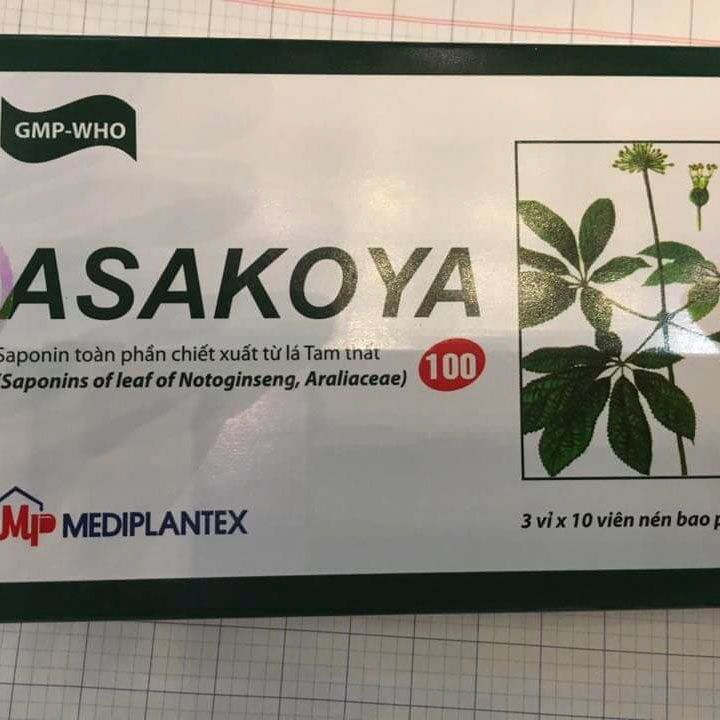 GMP-WHO
ASAKOYA
Saponin toàn phần chiết xuất từ lá Tam thất
(Saponins of leaf of Notoginseng, Araliaceae)
100
MP MEDIPLANTEX
3 vỉ x 10 viên nén bao